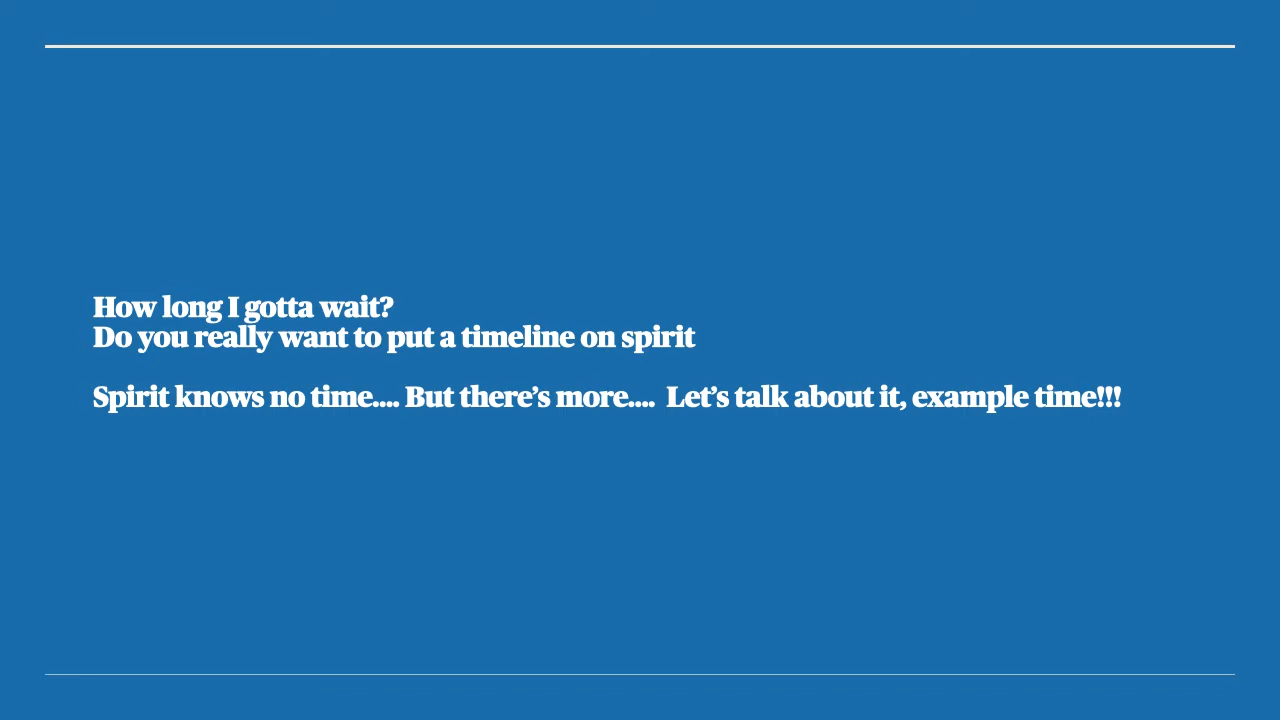 How long I gotta wait?
Do you really want to put a timeline on spirit
Spirit knows no time.... But there’s more....  Let’s talk about it, example time!!!